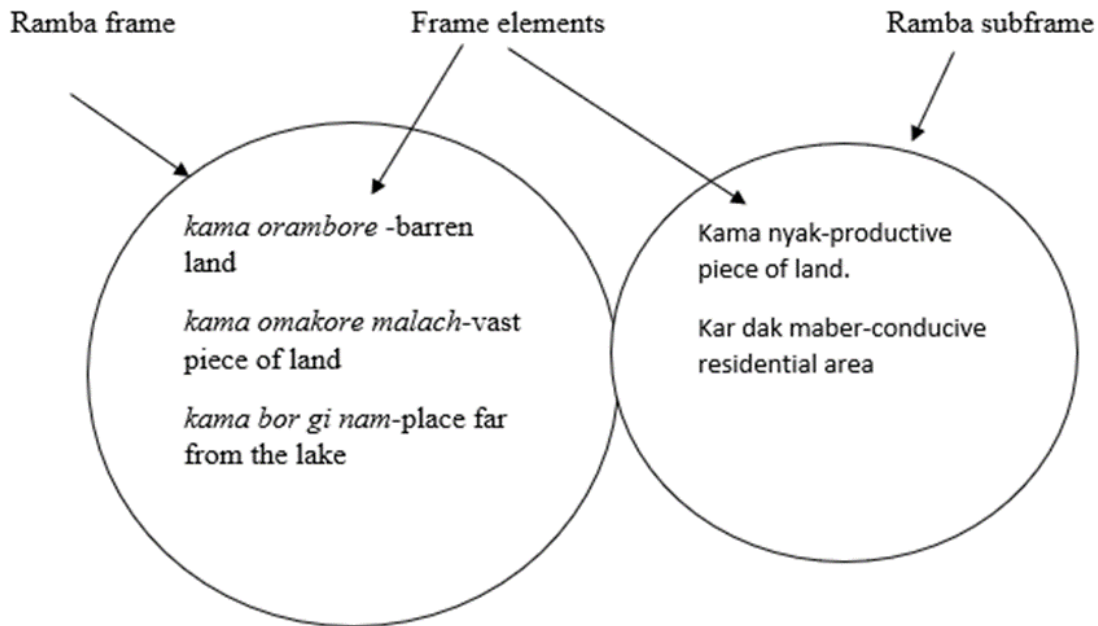 Ramba frame
Frame elements
Ramba subframe
kama orambore -barren
land
kama omakore malach-vast
piece of land
kama bor gi nam-place far
from the lake
Kama nyak-productive
piece of land.
Kar dak maber-conducive
residential area